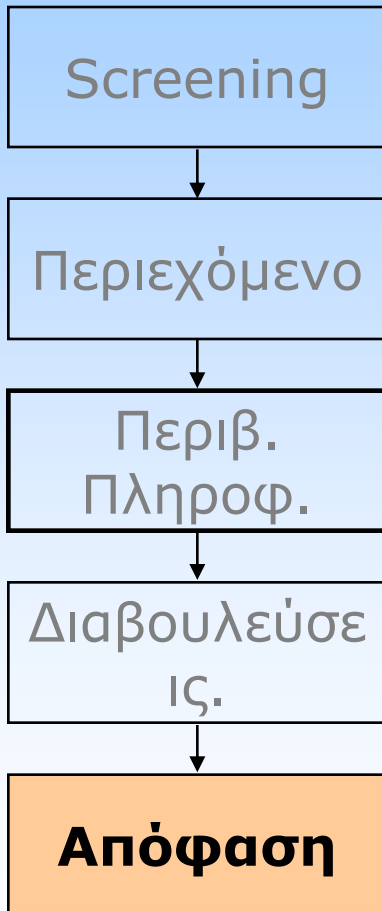 Screening
Περιεχόμενο
Περιβ.
Πληροφ.
Διαβουλεύσε
ις.
Απόφαση